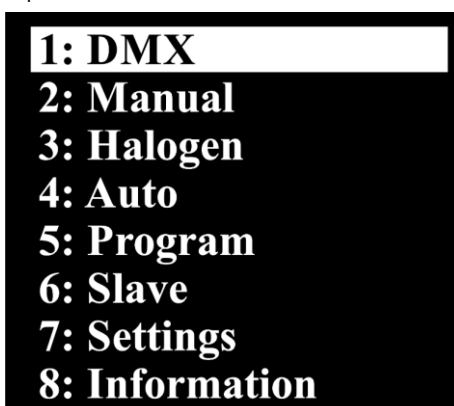 1: DMX
2: Manual
3: Halogen
4: Auto
5: Program
6: Slave
7: Settings
8: Information